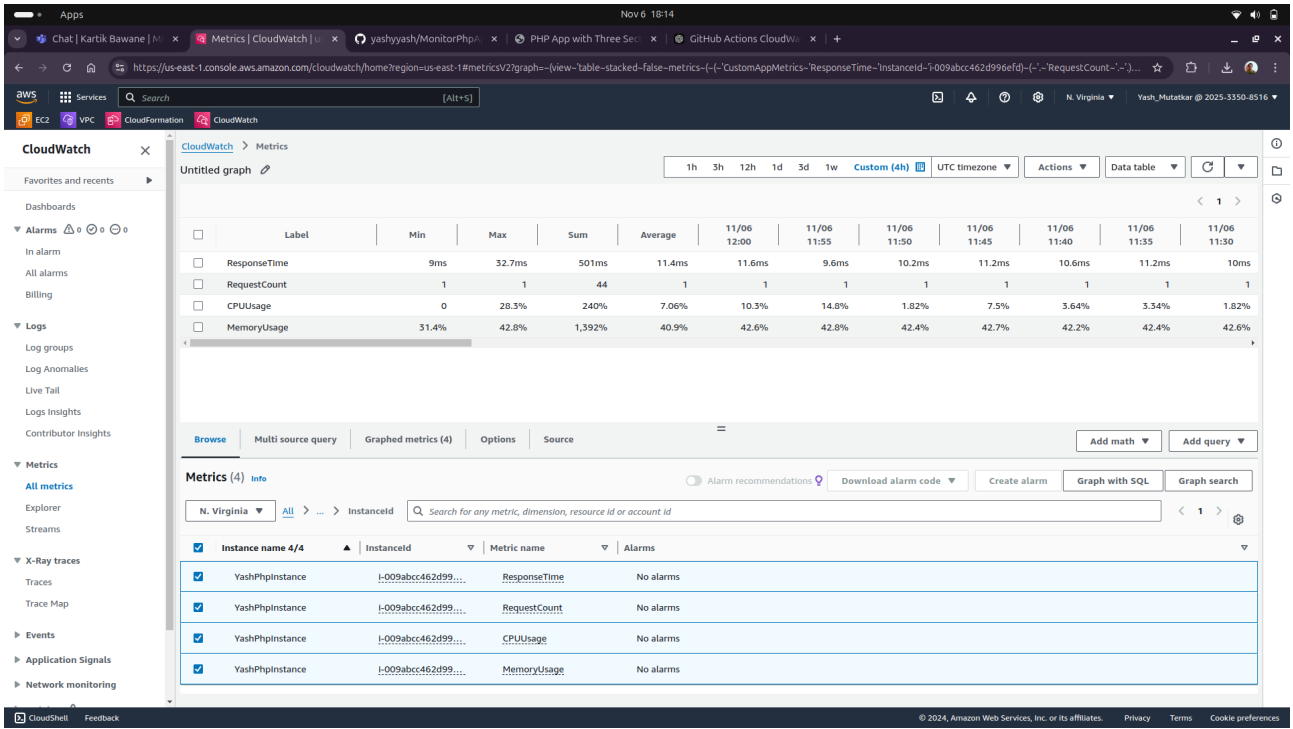 Apps
Nov 6 18:14
Chat | Kartik Bawane | M
Metrics | CloudWatch | u
yashyyash/MonitorPhpA
PHP App with Three Sec
GitHub Actions CloudWa
https://us-east-1.console.aws.amazon.com/cloudwatch/home?region=us-east-1#metricsV2?graph=~(view~'table~stacked~false~metrics~(~(~'CustomAppMetrics~'ResponseTime~'InstanceId~'i-009abcc462d996efd)~(~'.~'RequestCount~'.~'.)...
aws Services Search [Alt+S] N. Virginia Yash_Mutatkar @ 2025-3350-8516
EC2 VPC CloudFormation CloudWatch
CloudWatch
Favorites and recents
Dashboards
Alarms 0 0 0
In alarm
All alarms
Billing
Logs
Log groups
Log Anomalies
Live Tail
Logs Insights
Contributor Insights
Metrics
All metrics
Explorer
Streams
X-Ray traces
Traces
Trace Map
Events
Application Signals
Network monitoring
CloudWatch > Metrics
Untitled graph
1h 3h 12h 1d 3d 1w Custom (4h) UTC timezone Actions Data table
1
Label Min Max Sum Average 11/06 12:00 11/06 11:55 11/06 11:50 11/06 11:45 11/06 11:40 11/06 11:35 11/06 11:30
ResponseTime 9ms 32.7ms 501ms 11.4ms 11.6ms 9.6ms 10.2ms 11.2ms 10.6ms 11.2ms 10ms
RequestCount 1 1 44 1 1 1 1 1 1 1 1
CPUUsage 0 28.3% 240% 7.06% 10.3% 14.8% 1.82% 7.5% 3.64% 3.34% 1.82%
MemoryUsage 31.4% 42.8% 1,392% 40.9% 42.6% 42.8% 42.4% 42.7% 42.2% 42.4% 42.6%
Browse Multi source query Graphed metrics (4) Options Source Add math Add query
Metrics (4) Info Alarm recommendations Download alarm code Create alarm Graph with SQL Graph search
N. Virginia All > ... > InstanceId Search for any metric, dimension, resource id or account id 1
Instance name 4/4 InstanceId Metric name Alarms
YashPhpInstance i-009abcc462d99... ResponseTime No alarms
YashPhpInstance i-009abcc462d99... RequestCount No alarms
YashPhpInstance i-009abcc462d99... CPUUsage No alarms
YashPhpInstance i-009abcc462d99... MemoryUsage No alarms
CloudShell Feedback © 2024, Amazon Web Services, Inc. or its affiliates. Privacy Terms Cookie preferences